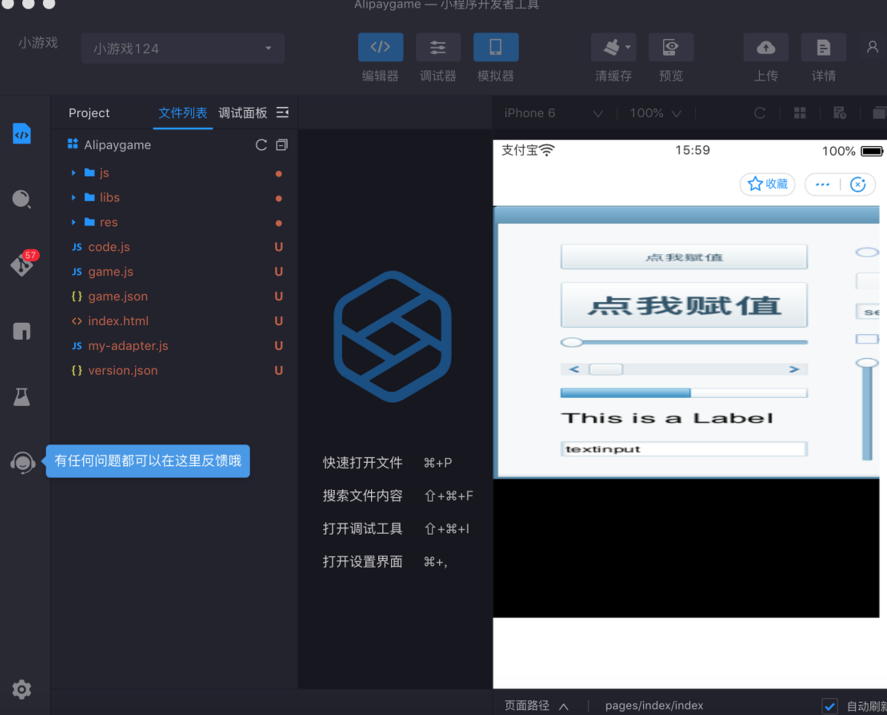 Alipaygame — 小程序开发者工具
小游戏
小游戏124
编辑器
调试器
模拟器
清缓存
预览
上传
详情
Project
文件列表
调试面板
iPhone 6
100%
Alipaygame
js
libs
res
JS code.js U
JS game.js U
{} game.json U
<> index.html U
JS my-adapter.js U
{} version.json U
57
有任何问题都可以在这里反馈哦
快速打开文件 ⌘+P
搜索文件内容 ⇧+⌘+F
打开调试工具 ⇧+⌘+I
打开设置界面 ⌘+,
支付宝
15:59
100%
收藏
点我赋值
点我赋值
se
This is a Label
textinput
页面路径
pages/index/index
自动刷新